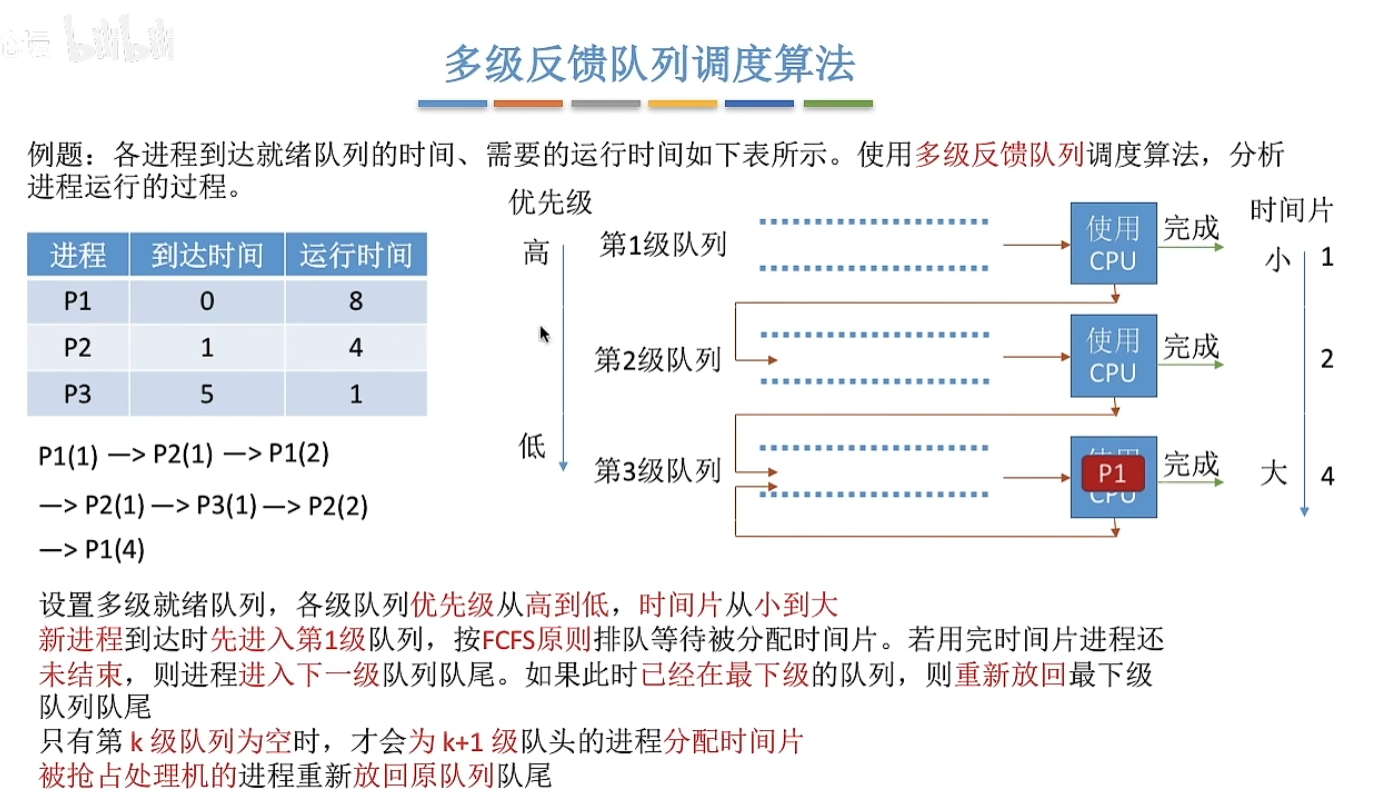 论坛 bilibili
多级反馈队列调度算法
例题：各进程到达就绪队列的时间、需要的运行时间如下表所示。使用多级反馈队列调度算法，分析
进程运行的过程。
进程 到达时间 运行时间
P1 0 8
P2 1 4
P3 5 1
P1(1) —> P2(1) —> P1(2)
—> P2(1) —> P3(1) —> P2(2)
—> P1(4)
优先级
高
低
第1级队列
使用
CPU
完成
第2级队列
使用
CPU
完成
第3级队列
使用
P1
CPU
完成
时间片
小 1
2
大 4
设置多级就绪队列，各级队列优先级从高到低，时间片从小到大
新进程到达时先进入第1级队列，按FCFS原则排队等待被分配时间片。若用完时间片进程还
未结束，则进程进入下一级队列队尾。如果此时已经在最下级的队列，则重新放回最下级
队列队尾
只有第 k 级队列为空时，才会为 k+1 级队头的进程分配时间片
被抢占处理机的进程重新放回原队列队尾